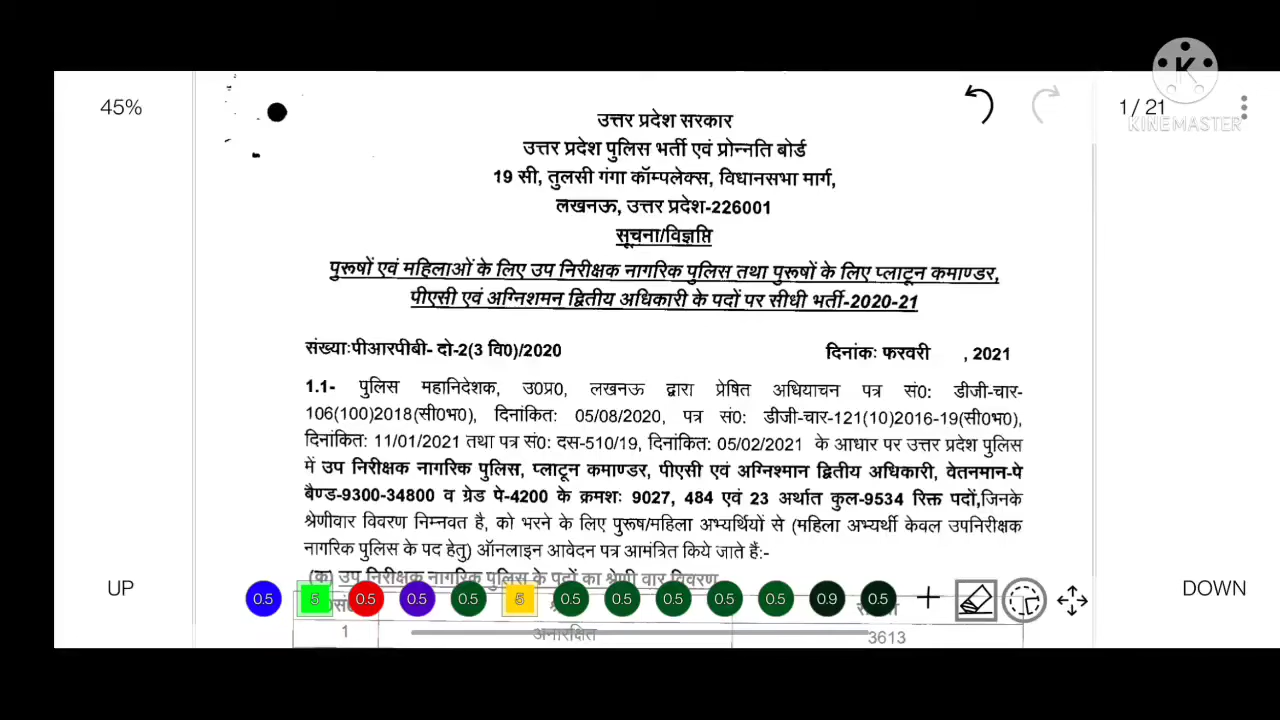 45%
1 / 21
KINEMASTER
उत्तर प्रदेश सरकार
उत्तर प्रदेश पुलिस भर्ती एवं प्रोन्नति बोर्ड
19 सी, तुलसी गंगा कॉम्पलेक्स, विधानसभा मार्ग,
लखनऊ, उत्तर प्रदेश-226001
सूचना/विज्ञप्ति
पुरूषों एवं महिलाओं के लिए उप निरीक्षक नागरिक पुलिस तथा पुरूषों के लिए प्लाटून कमाण्डर,
पीएसी एवं अग्निशमन द्वितीय अधिकारी के पदों पर सीधी भर्ती-2020-21
संख्याःपीआरपीबी- दो-2(3 वि0)/2020 दिनांकः फरवरी , 2021
1.1- पुलिस महानिदेशक, उ0प्र0, लखनऊ द्वारा प्रेषित अधियाचन पत्र सं0: डीजी-चार-
106(100)2018(सी0भ0), दिनांकित: 05/08/2020, पत्र सं0: डीजी-चार-121(10)2016-19(सी0भ0),
दिनांकित: 11/01/2021 तथा पत्र सं0: दस-510/19, दिनांकित: 05/02/2021 के आधार पर उत्तर प्रदेश पुलिस
में उप निरीक्षक नागरिक पुलिस, प्लाटून कमाण्डर, पीएसी एवं अग्निश्मान द्वितीय अधिकारी, वेतनमान-पे
बैण्ड-9300-34800 व ग्रेड पे-4200 के क्रमशः 9027, 484 एवं 23 अर्थात कुल-9534 रिक्त पदों,जिनके
श्रेणीवार विवरण निम्नवत है, को भरने के लिए पुरूष/महिला अभ्यर्थियों से (महिला अभ्यर्थी केवल उपनिरीक्षक
नागरिक पुलिस के पद हेतु) ऑनलाइन आवेदन पत्र आमंत्रित किये जाते हैं:-
(क) उप निरीक्षक नागरिक पुलिस के पदों का श्रेणी वार विवरण
UP
0.5 5 0.5 0.5 0.5 5 0.5 0.5 0.5 0.5 0.5 0.9 0.5
DOWN
1 अनारक्षित 3613